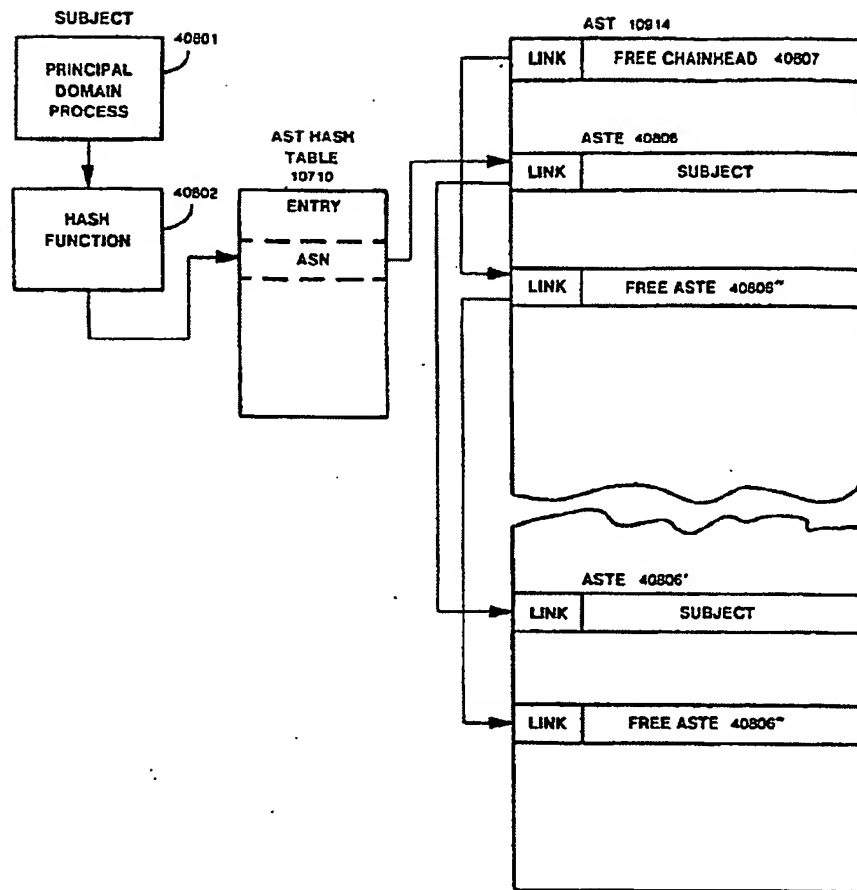 SUBJECT
40801
PRINCIPAL
DOMAIN
PROCESS
40802
HASH
FUNCTION
AST HASH
TABLE
10710
ENTRY
ASN
AST 10914
LINK FREE CHAINHEAD 40807
ASTE 40806
LINK SUBJECT
LINK FREE ASTE 40806"
ASTE 40806'
LINK SUBJECT
LINK FREE ASTE 40806"